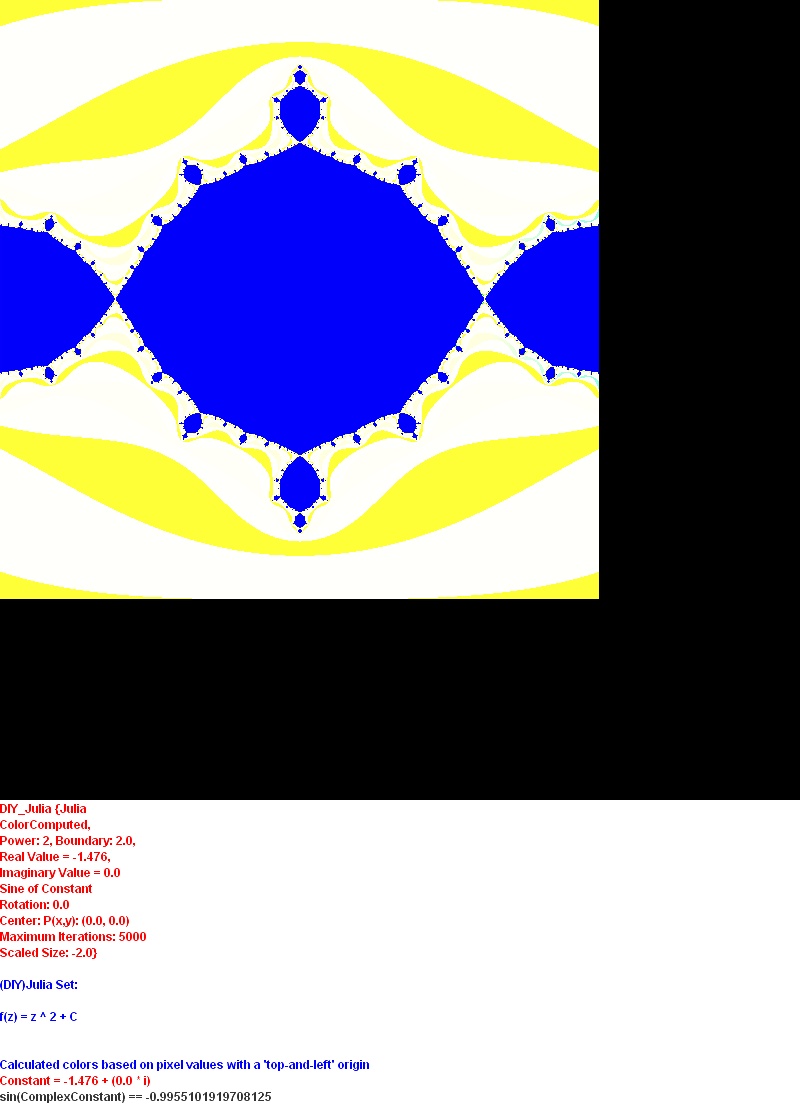 DIY_Julia {Julia
ColorComputed,
Power: 2, Boundary: 2.0,
Real Value = -1.476,
Imaginary Value = 0.0
Sine of Constant
Rotation: 0.0
Center: P(x,y): (0.0, 0.0)
Maximum Iterations: 5000
Scaled Size: -2.0}
(DIY)Julia Set:
f(z) = z ^ 2 + C
Calculated colors based on pixel values with a 'top-and-left' origin
Constant = -1.476 + (0.0 * i)
sin(ComplexConstant) == -0.9955101919708125